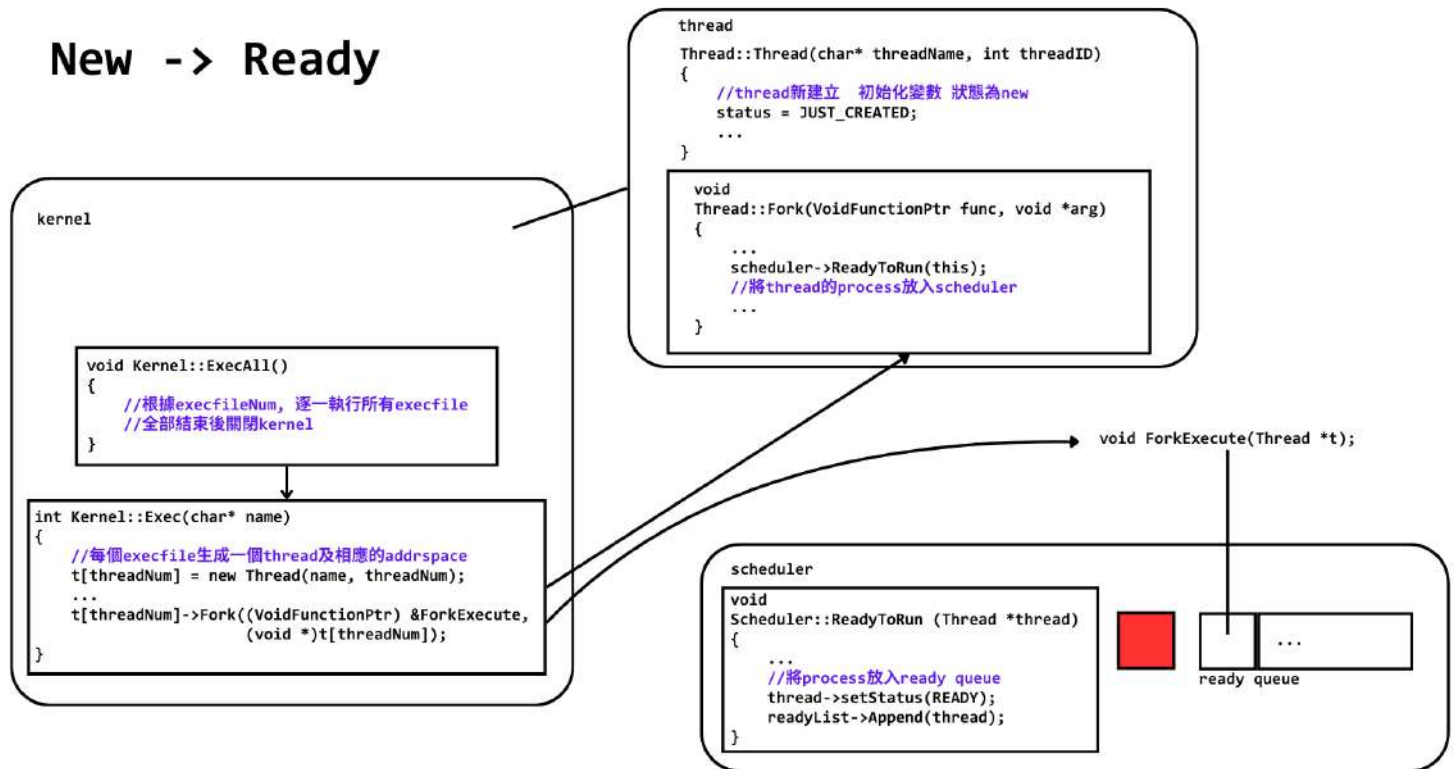 New -> Ready
thread
Thread::Thread(char* threadName, int threadID)
{
//thread新建立 初始化變數 狀態為new
status = JUST_CREATED;
...
}
void
Thread::Fork(VoidFunctionPtr func, void *arg)
{
...
scheduler->ReadyToRun(this);
//將thread的process放入scheduler
...
}
kernel
void Kernel::ExecAll()
{
//根據execfileNum, 逐一執行所有execfile
//全部結束後關閉kernel
}
int Kernel::Exec(char* name)
{
//每個execfile生成一個thread及相應的addrspace
t[threadNum] = new Thread(name, threadNum);
...
t[threadNum]->Fork((VoidFunctionPtr) &ForkExecute,
(void *)t[threadNum]);
}
void ForkExecute(Thread *t);
scheduler
void
Scheduler::ReadyToRun (Thread *thread)
{
...
//將process放入ready queue
thread->setStatus(READY);
readyList->Append(thread);
}
...
ready queue